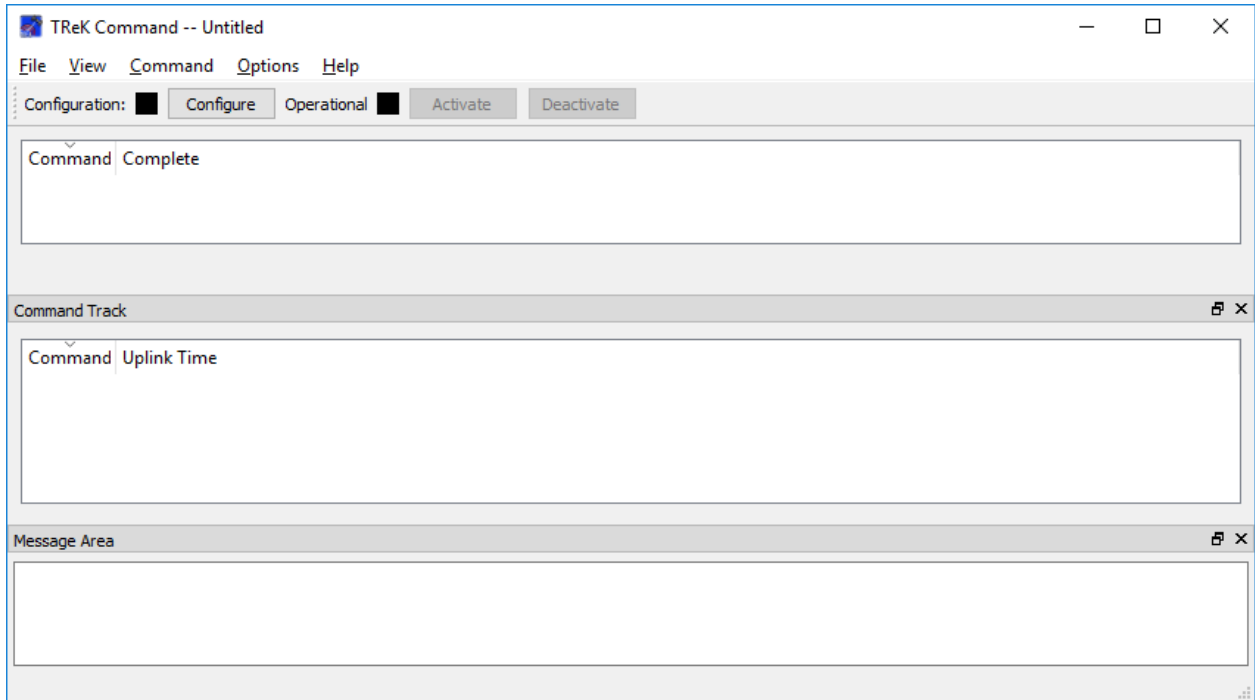 TReK Command -- Untitled
File View Command Options Help
Configuration: Configure Operational Activate Deactivate
Command Complete
Command Track
Command Uplink Time
Message Area